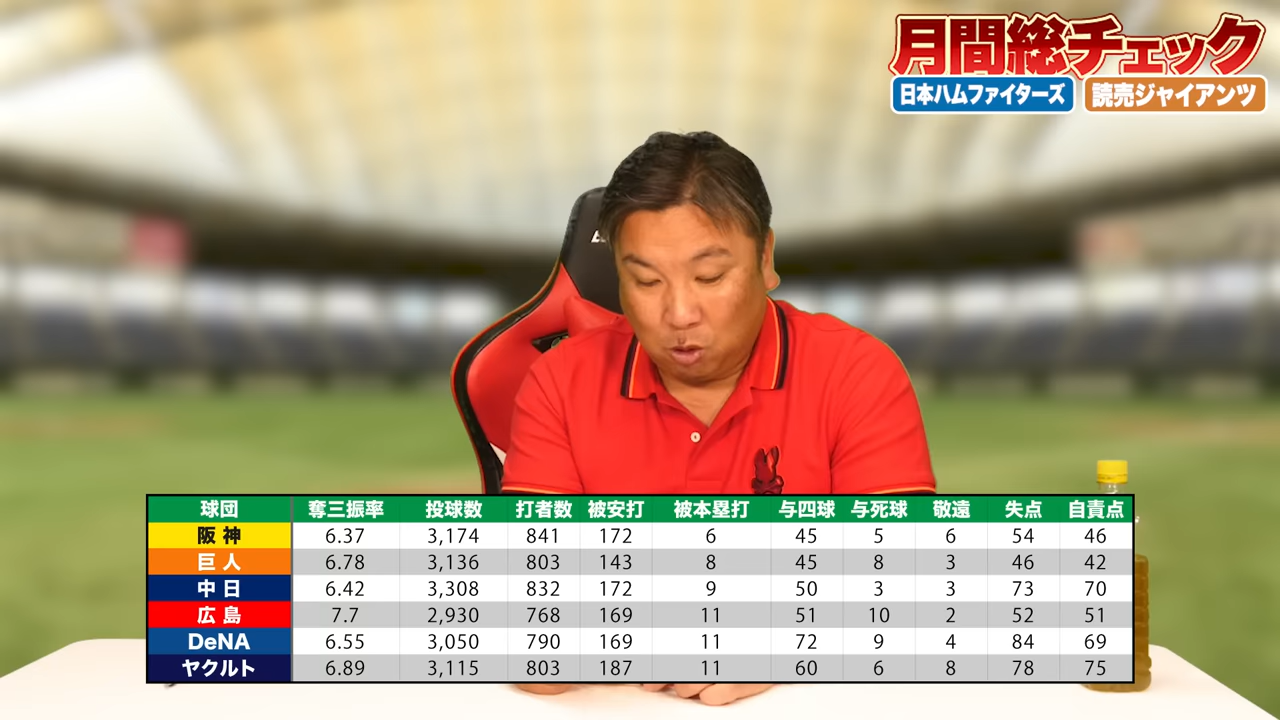 月間総チェック
日本ハムファイターズ 読売ジャイアンツ
球団 奪三振率 投球数 打者数 被安打 被本塁打 与四球 与死球 敬遠 失点 自責点
阪神 6.37 3,174 841 172 6 45 5 6 54 46
巨人 6.78 3,136 803 143 8 45 8 3 46 42
中日 6.42 3,308 832 172 9 50 3 3 73 70
広島 7.7 2,930 768 169 11 51 10 2 52 51
DeNA 6.55 3,050 790 169 11 72 9 4 84 69
ヤクルト 6.89 3,115 803 187 11 60 6 8 78 75